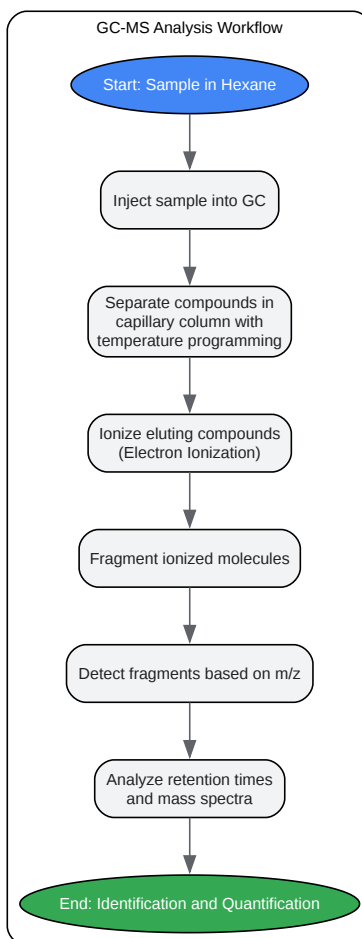 GC-MS Analysis Workflow
Start: Sample in Hexane
Inject sample into GC
Separate compounds in
capillary column with
temperature programming
Ionize eluting compounds
(Electron Ionization)
Fragment ionized molecules
Detect fragments based on m/z
Analyze retention times
and mass spectra
End: Identification and Quantification